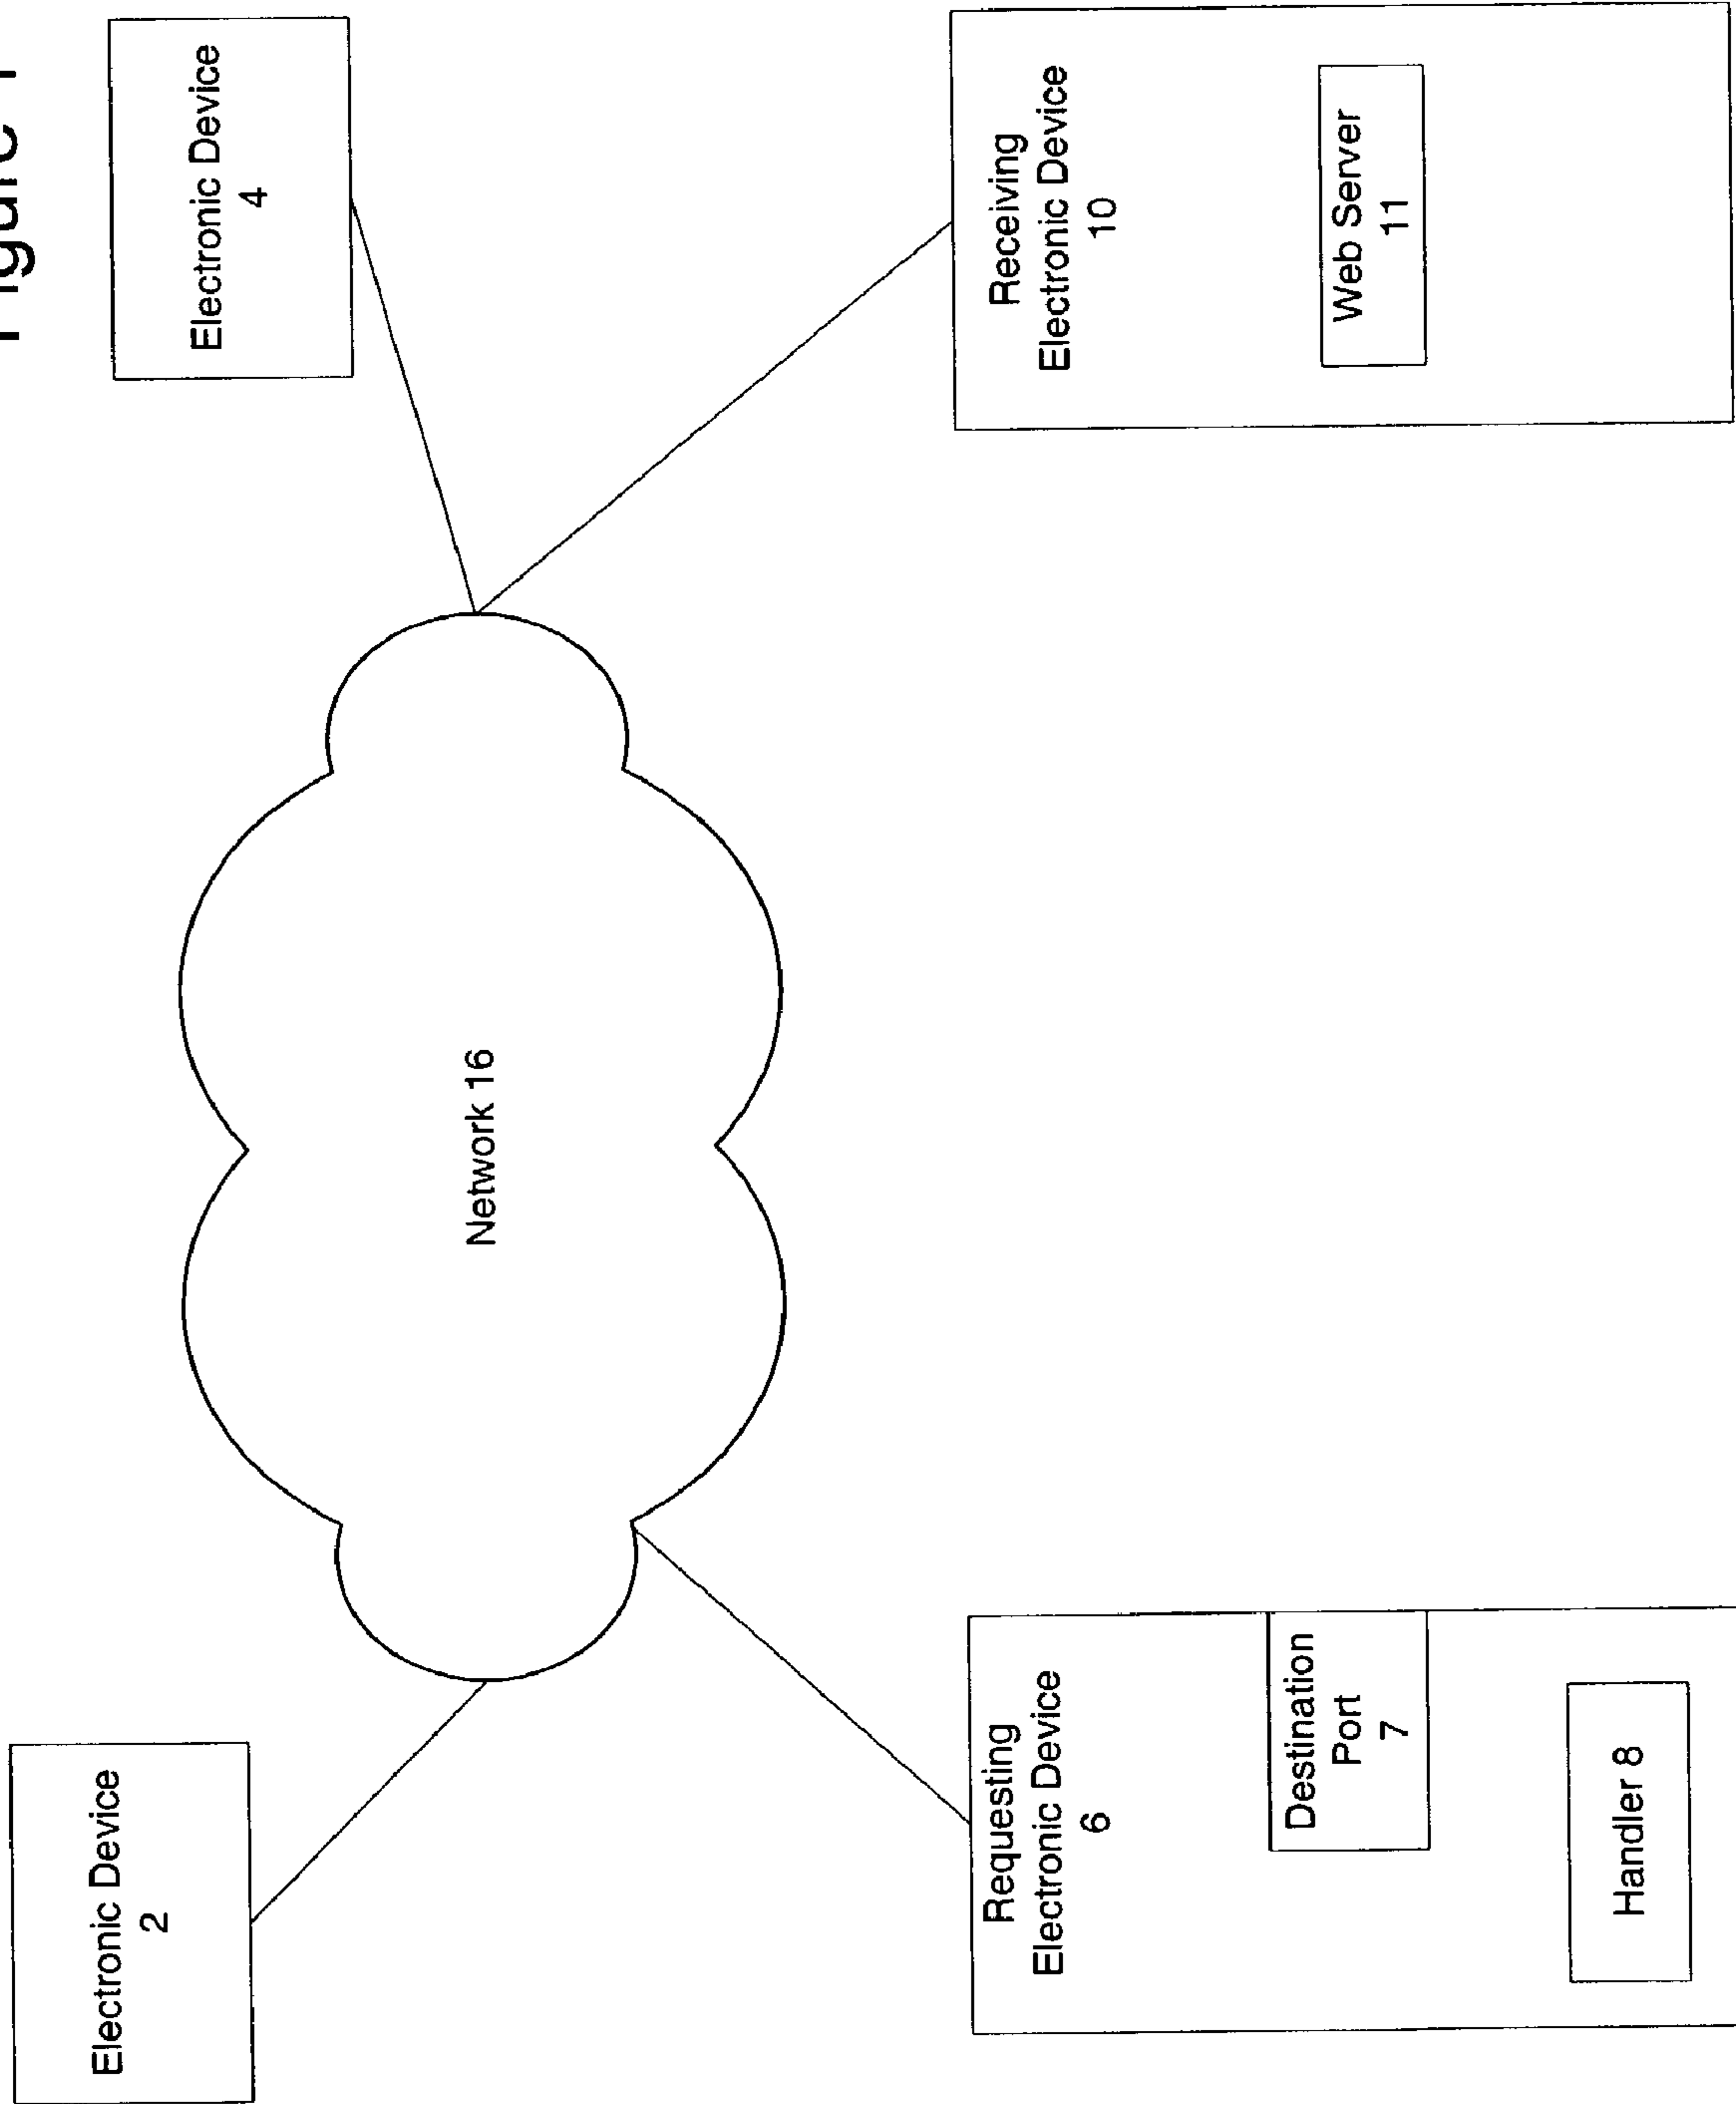 Figure 1
Electronic Device
2
Electronic Device
4
Network 16
Requesting
Electronic Device
6
Destination
Port
7
Handler 8
Receiving
Electronic Device
10
Web Server
11